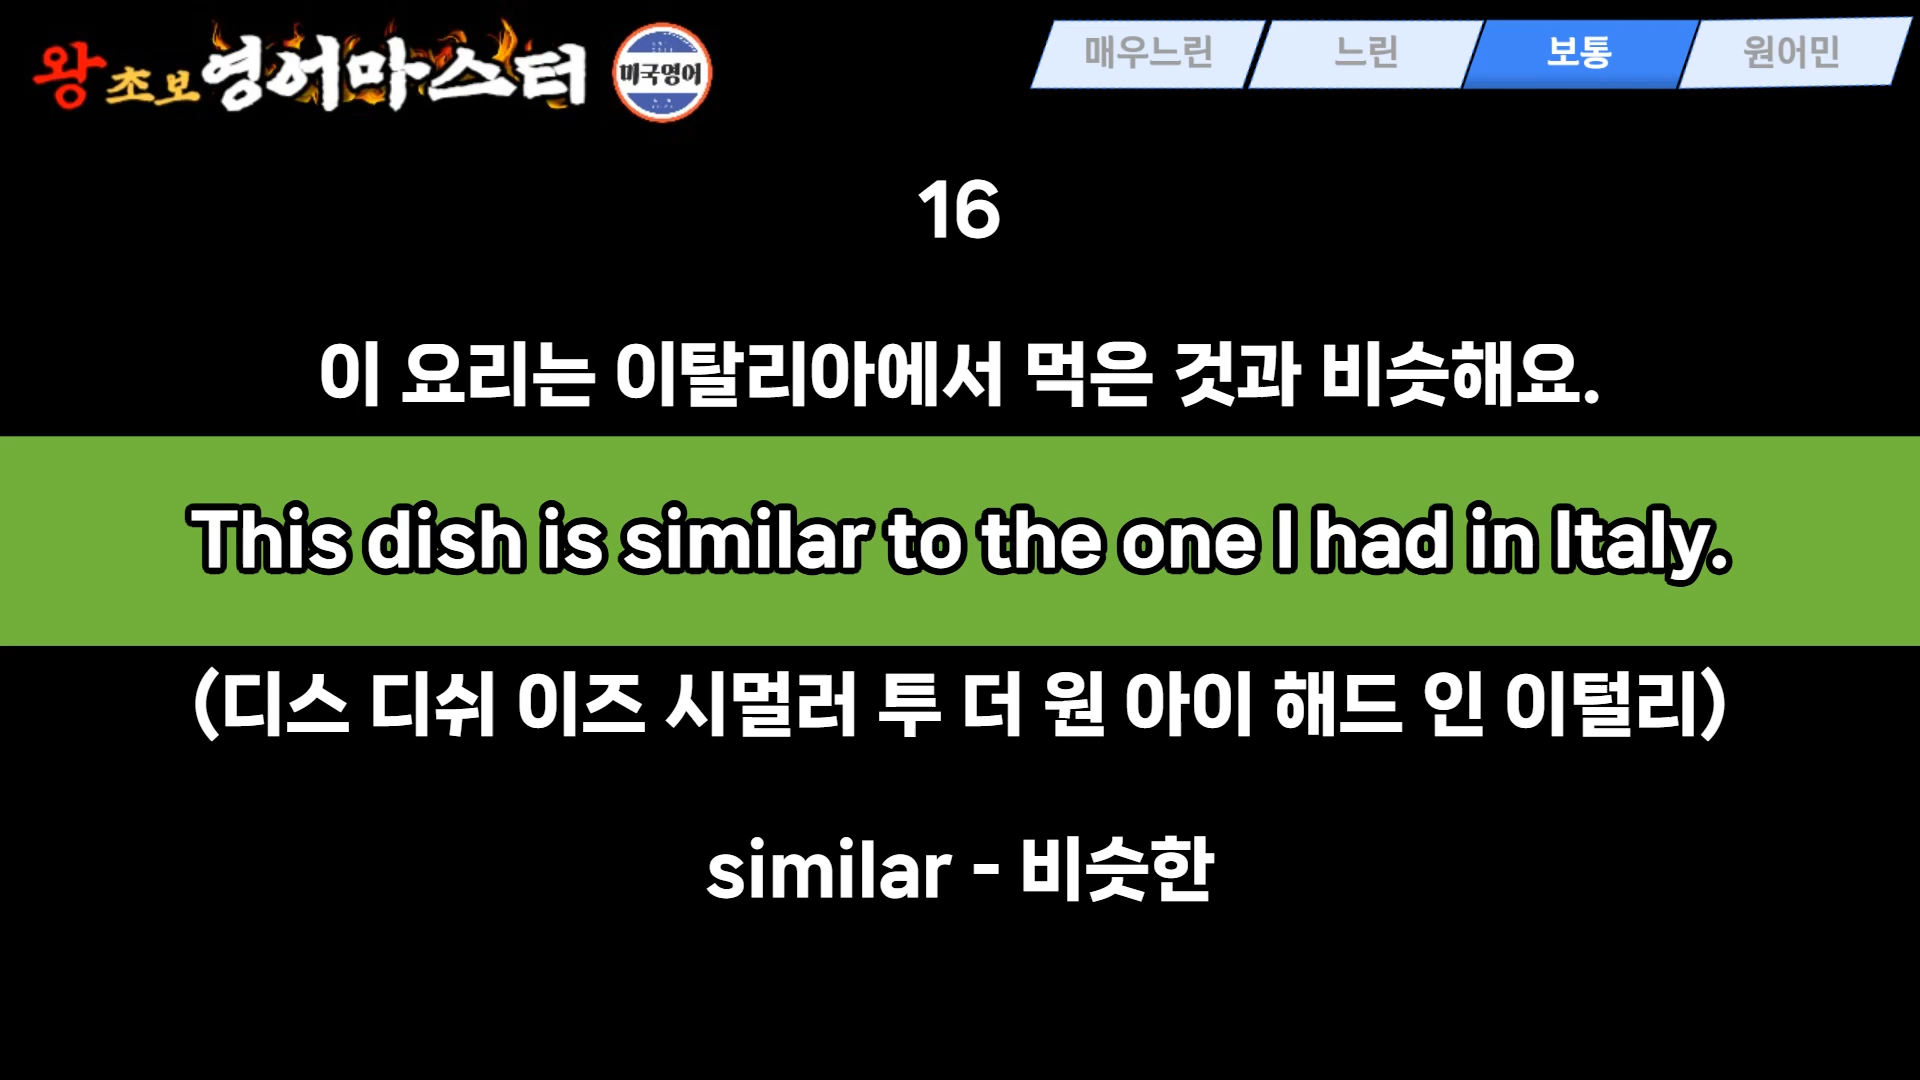 왕초보영어마스터 미국영어
매우느린 느린 보통 원어민
16
이 요리는 이탈리아에서 먹은 것과 비슷해요.
This dish is similar to the one I had in Italy.
(디스 디쉬 이즈 시멀러 투 더 원 아이 해드 인 이털리)
similar - 비슷한